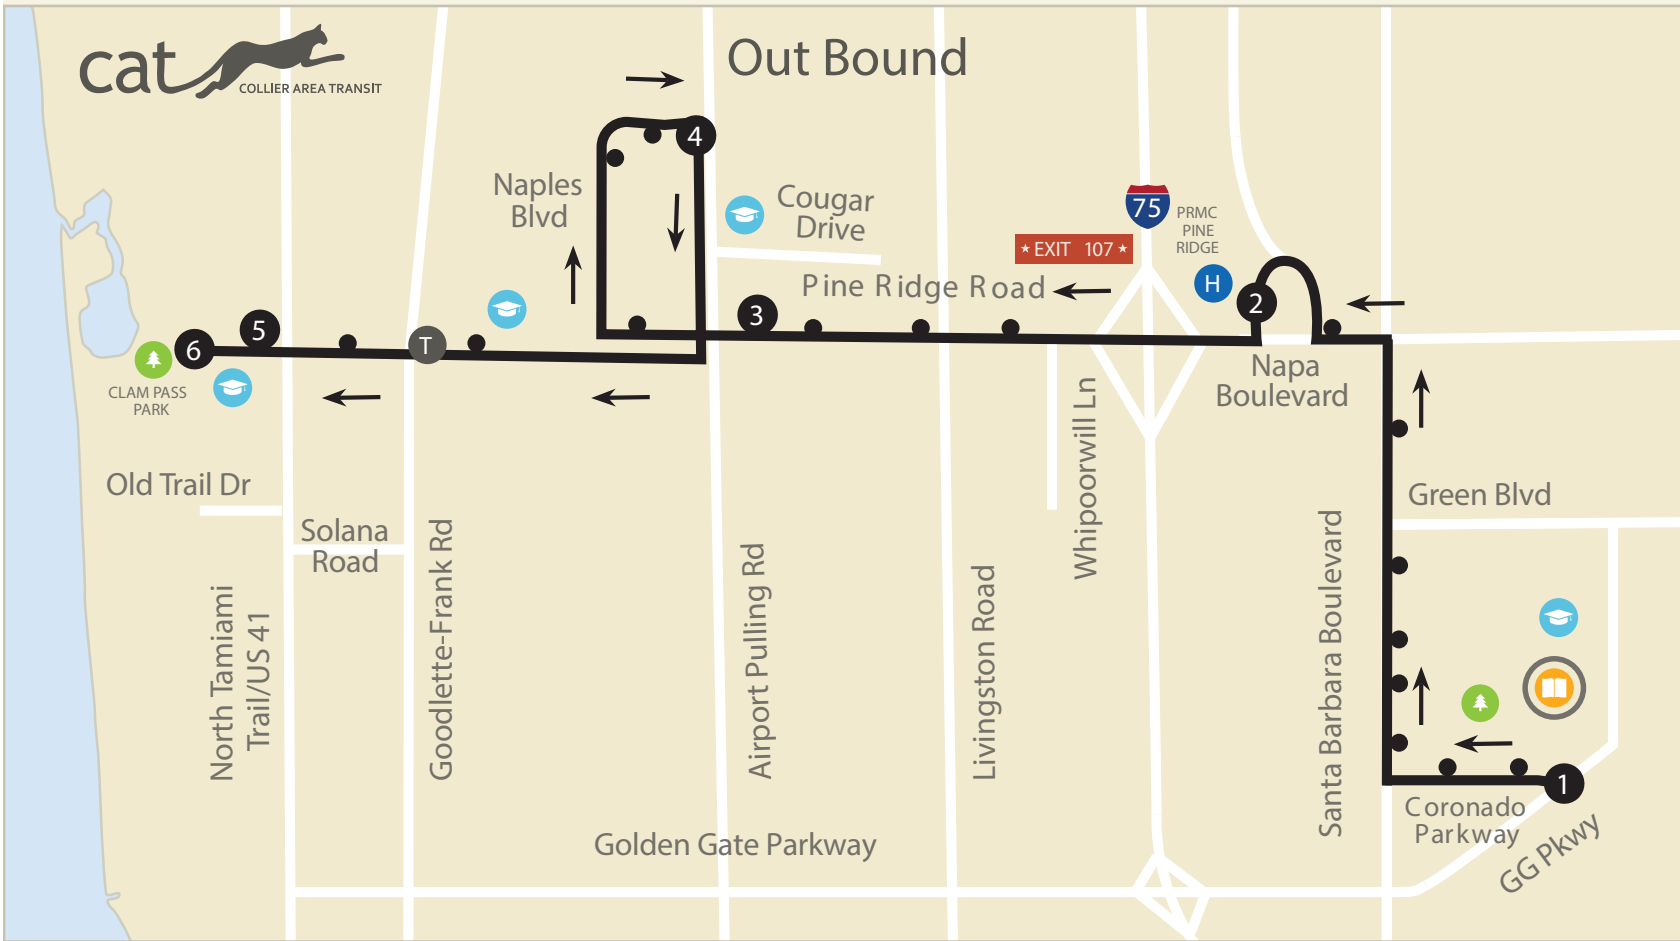 cat
COLLIER AREA TRANSIT
Out Bound
4
Naples
Blvd
Cougar
Drive
75
PRMC
PINE
RIDGE
EXIT 107
H
Pine Ridge Road
2
3
5
6
T
CLAM PASS
PARK
Napa
Boulevard
Old Trail Dr
Solana
Road
Green Blvd
North Tamiami
Trail/US 41
Goodlette-Frank Rd
Airport Pulling Rd
Livingston Road
Whipoorwill Ln
Santa Barbara Boulevard
1
Coronado
Parkway
GG Pkwy
Golden Gate Parkway